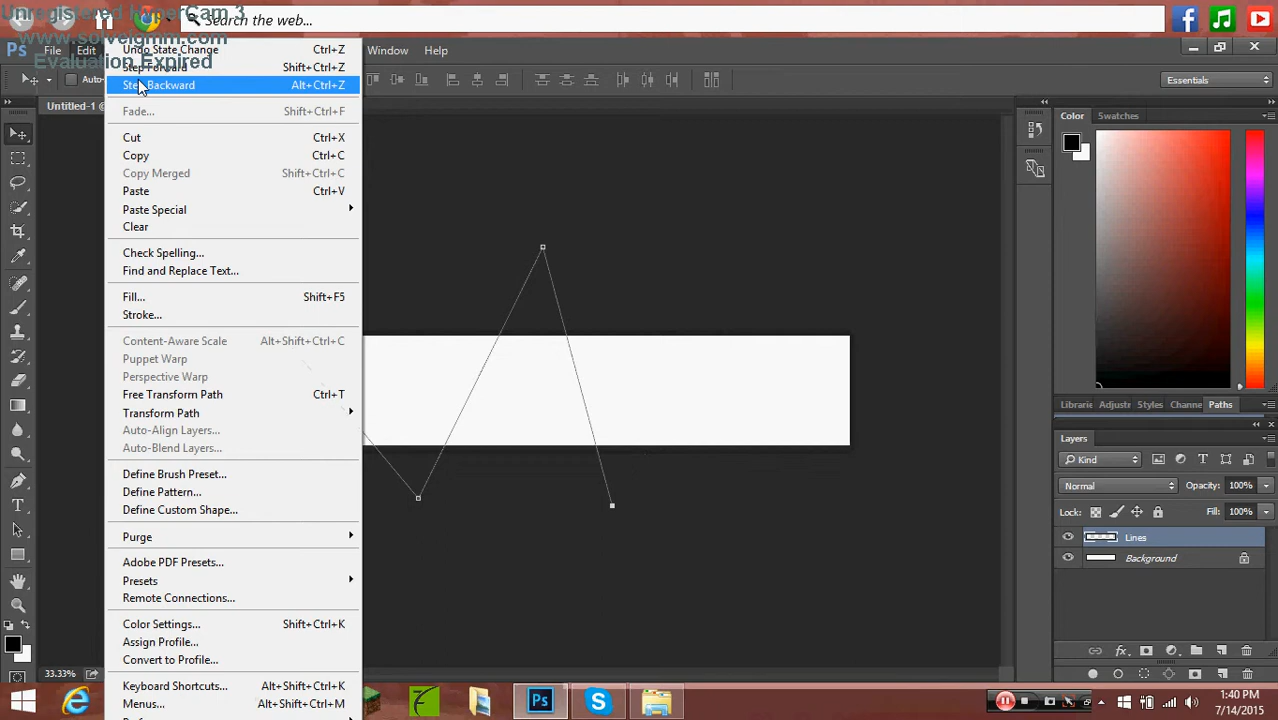 Unregistered HyperCam 3
www.solveigmm.com
Evaluation Expired
Search the web...
Ps File Edit Window Help
Undo State Change Ctrl+Z
Step Forward Shift+Ctrl+Z
Step Backward Alt+Ctrl+Z
Fade... Shift+Ctrl+F
Cut Ctrl+X
Copy Ctrl+C
Copy Merged Shift+Ctrl+C
Paste Ctrl+V
Paste Special
Clear
Check Spelling...
Find and Replace Text...
Fill... Shift+F5
Stroke...
Content-Aware Scale Alt+Shift+Ctrl+C
Puppet Warp
Perspective Warp
Free Transform Path Ctrl+T
Transform Path
Auto-Align Layers...
Auto-Blend Layers...
Define Brush Preset...
Define Pattern...
Define Custom Shape...
Purge
Adobe PDF Presets...
Presets
Remote Connections...
Color Settings... Shift+Ctrl+K
Assign Profile...
Convert to Profile...
Keyboard Shortcuts... Alt+Shift+Ctrl+K
Menus... Alt+Shift+Ctrl+M
Auto-
Essentials
Untitled-1 @
Color Swatches
Librarie Adjustr Styles Channe Paths
Layers
Kind
Normal Opacity: 100%
Lock: Fill: 100%
Lines
Background
33.33%
Ps
1:40 PM
7/14/2015